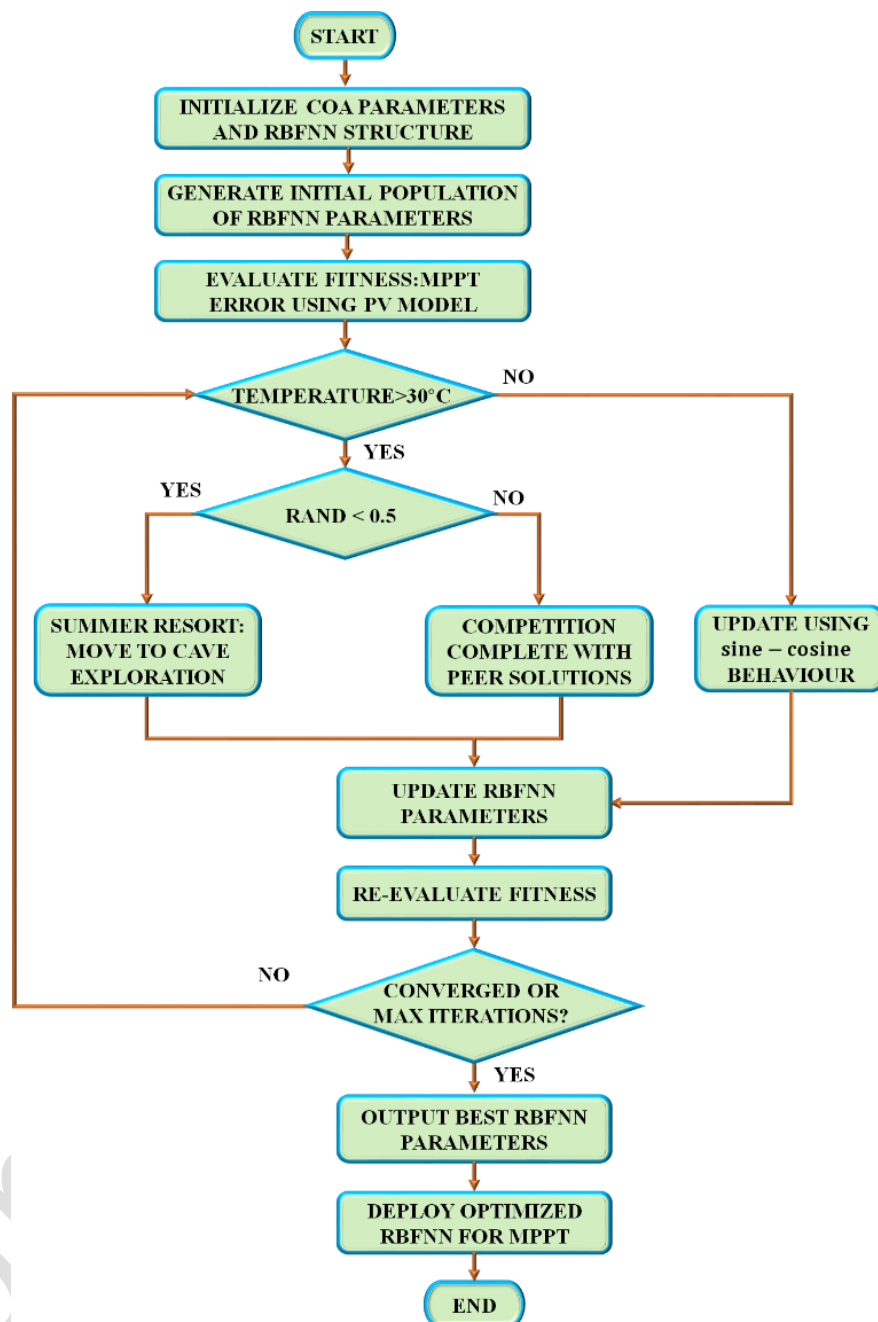 START
INITIALIZE COA PARAMETERS
AND RBFNN STRUCTURE
GENERATE INITIAL POPULATION
OF RBFNN PARAMETERS
EVALUATE FITNESS:MPPT
ERROR USING PV MODEL
TEMPERATURE>30°C
NO
YES
YES
RAND < 0.5
NO
SUMMER RESORT:
MOVE TO CAVE
EXPLORATION
COMPETITION
COMPLETE WITH
PEER SOLUTIONS
UPDATE USING
sine – cosine
BEHAVIOUR
UPDATE RBFNN
PARAMETERS
RE-EVALUATE FITNESS
NO
CONVERGED OR
MAX ITERATIONS?
YES
OUTPUT BEST RBFNN
PARAMETERS
DEPLOY OPTIMIZED
RBFNN FOR MPPT
END